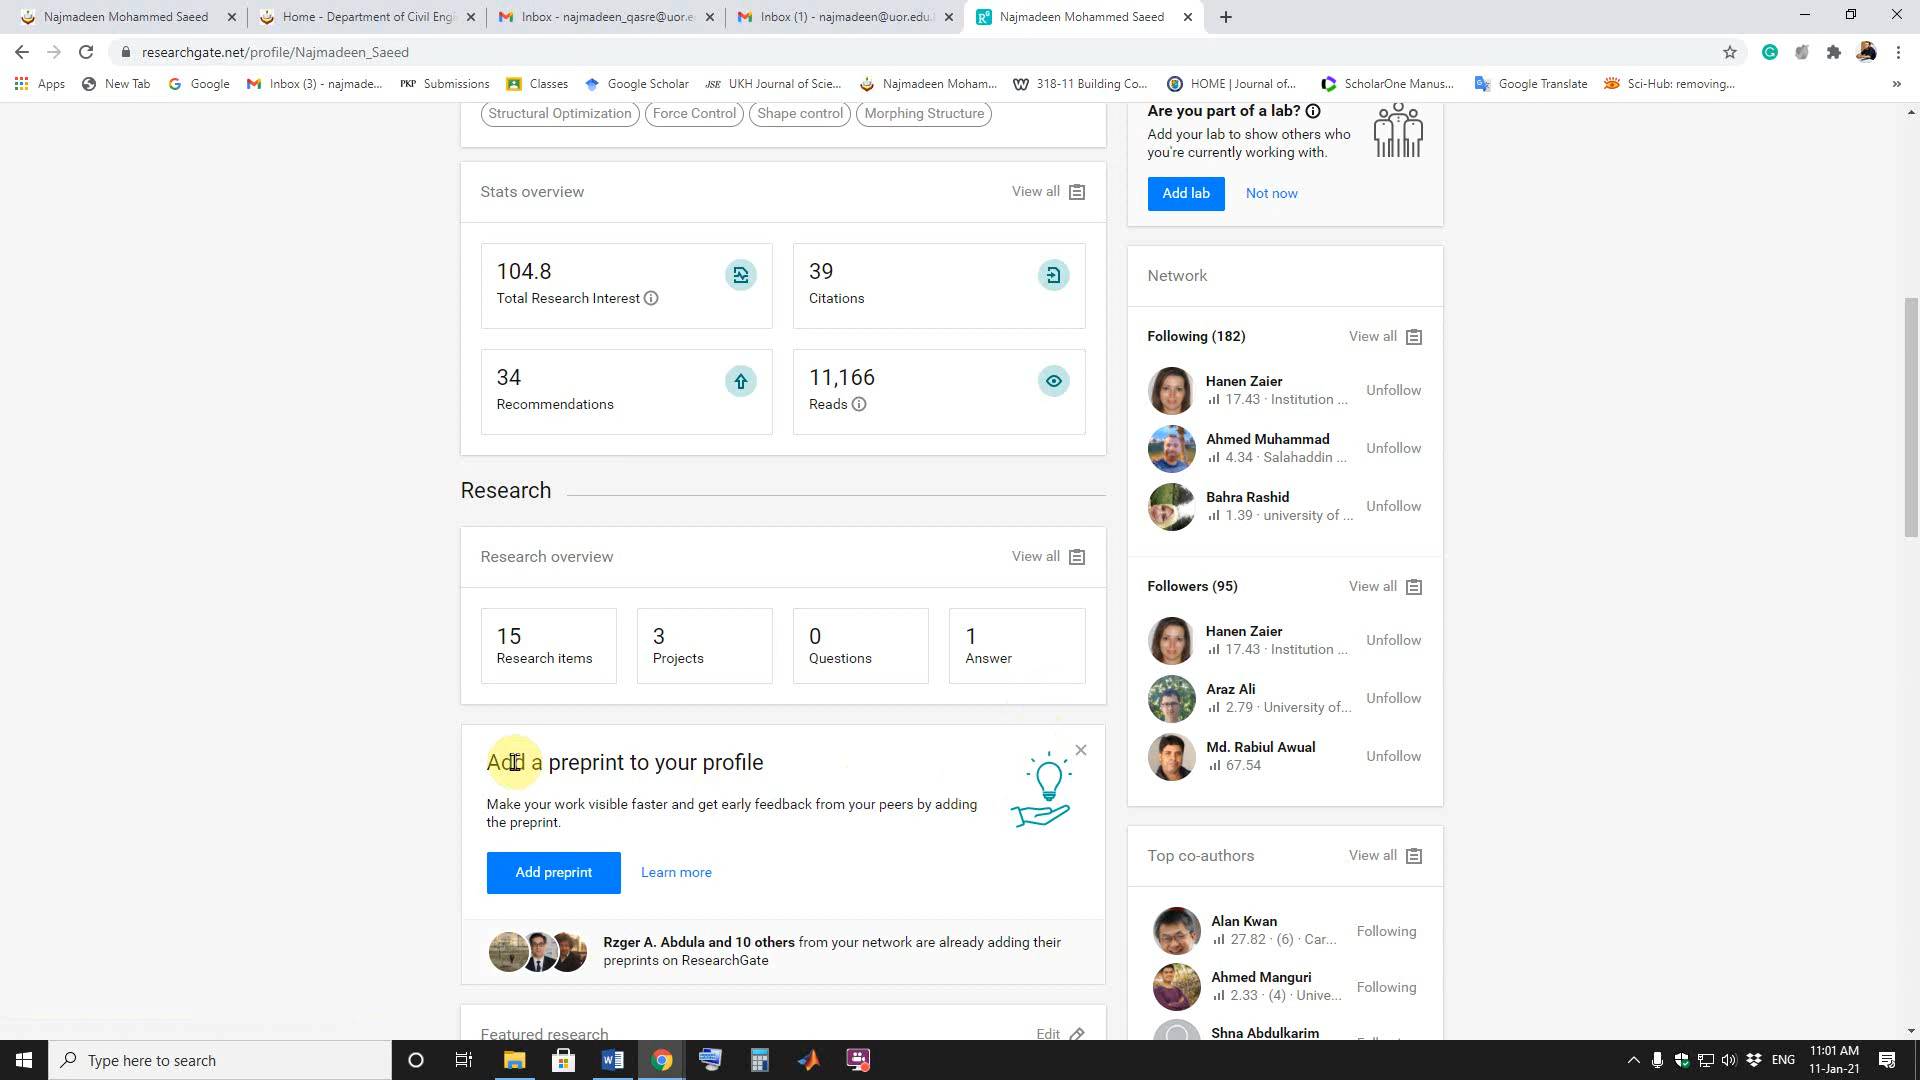 Najmadeen Mohammed Saeed
Home - Department of Civil Eng
Inbox - najmadeen_qasre@uor.e
Inbox (1) - najmadeen@uor.edu.
Najmadeen Mohammed Saeed
researchgate.net/profile/Najmadeen_Saeed
Apps
New Tab
Google
Inbox (3) - najmade...
PKP Submissions
Classes
Google Scholar
JSE UKH Journal of Scie...
Najmadeen Moham...
318-11 Building Co...
HOME | Journal of...
ScholarOne Manus...
Google Translate
Sci-Hub: removing...
Structural Optimization
Force Control
Shape control
Morphing Structure
Stats overview
View all
104.8
Total Research Interest
39
Citations
34
Recommendations
11,166
Reads
Research
Research overview
View all
15
Research items
3
Projects
0
Questions
1
Answer
Add a preprint to your profile
Make your work visible faster and get early feedback from your peers by adding
the preprint.
Add preprint
Learn more
Rzger A. Abdula and 10 others from your network are already adding their
preprints on ResearchGate
Featured research
Edit
Are you part of a lab?
Add your lab to show others who
you're currently working with.
Add lab
Not now
Network
Following (182)
View all
Hanen Zaier
17.43 · Institution ...
Unfollow
Ahmed Muhammad
4.34 · Salahaddin ...
Unfollow
Bahra Rashid
1.39 · university of ...
Unfollow
Followers (95)
View all
Hanen Zaier
17.43 · Institution ...
Unfollow
Araz Ali
2.79 · University of...
Unfollow
Md. Rabiul Awual
67.54
Unfollow
Top co-authors
View all
Alan Kwan
27.82 · (6) · Car...
Following
Ahmed Manguri
2.33 · (4) · Unive...
Following
Shna Abdulkarim
Type here to search
ENG
11:01 AM
11-Jan-21